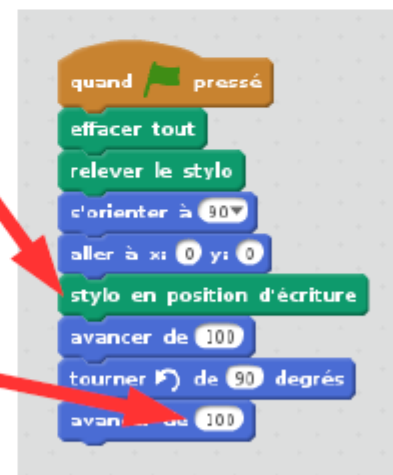 quand pressé
effacer tout
relever le stylo
s'orienter à 90
aller à x: 0 y: 0
stylo en position d'écriture
avancer de 100
tourner de 90 degrés
avancer de 100